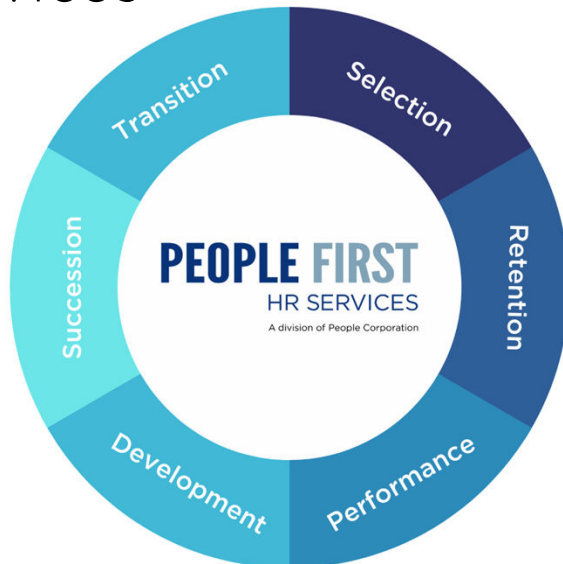 Selection
Retention
Performance
Development
Succession
Transition
PEOPLE FIRST
HR SERVICES
A division of People Corporation